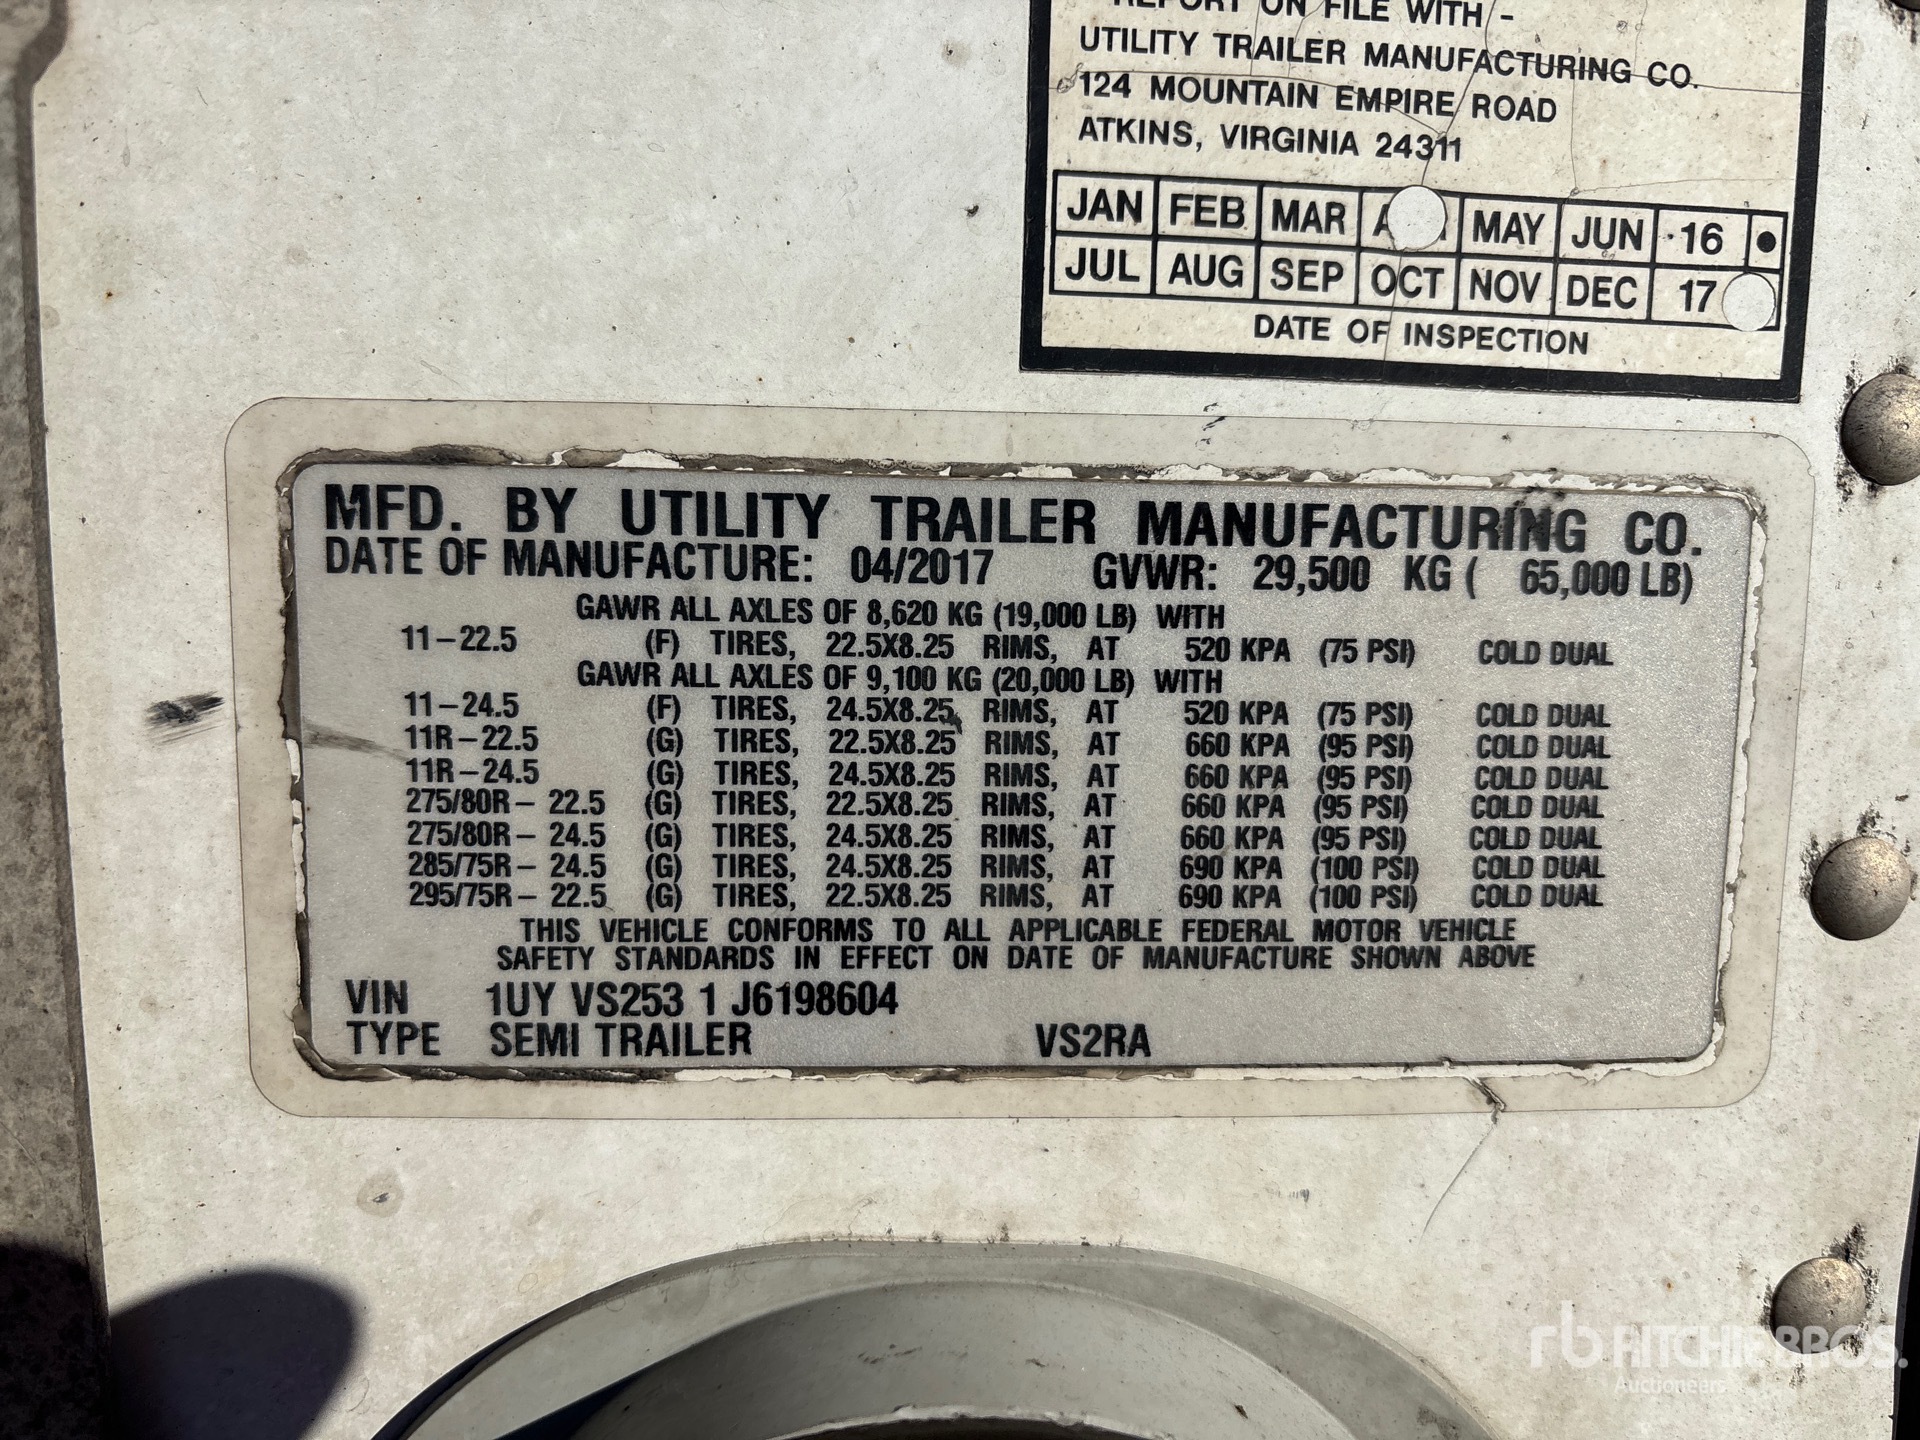 REPORT ON FILE WITH -
UTILITY TRAILER MANUFACTURING CO.
124 MOUNTAIN EMPIRE ROAD
ATKINS, VIRGINIA 24311
JAN FEB MAR MAY JUN 16
JUL AUG SEP OCT NOV DEC 17
DATE OF INSPECTION
MFD. BY UTILITY TRAILER MANUFACTURING CO.
DATE OF MANUFACTURE: 04/2017 GVWR: 29,500 KG ( 65,000 LB)
GAWR ALL AXLES OF 8,620 KG (19,000 LB) WITH
11-22.5 (F) TIRES, 22.5X8.25 RIMS, AT 520 KPA (75 PSI) COLD DUAL
GAWR ALL AXLES OF 9,100 KG (20,000 LB) WITH
11-24.5 (F) TIRES, 24.5X8.25 RIMS, AT 520 KPA (75 PSI) COLD DUAL
11R-22.5 (G) TIRES, 22.5X8.25 RIMS, AT 660 KPA (95 PSI) COLD DUAL
11R-24.5 (G) TIRES, 24.5X8.25 RIMS, AT 660 KPA (95 PSI) COLD DUAL
275/80R- 22.5 (G) TIRES, 22.5X8.25 RIMS, AT 660 KPA (95 PSI) COLD DUAL
275/80R- 24.5 (G) TIRES, 24.5X8.25 RIMS, AT 660 KPA (95 PSI) COLD DUAL
285/75R- 24.5 (G) TIRES, 24.5X8.25 RIMS, AT 690 KPA (100 PSI) COLD DUAL
295/75R- 22.5 (G) TIRES, 22.5X8.25 RIMS, AT 690 KPA (100 PSI) COLD DUAL
THIS VEHICLE CONFORMS TO ALL APPLICABLE FEDERAL MOTOR VEHICLE
SAFETY STANDARDS IN EFFECT ON DATE OF MANUFACTURE SHOWN ABOVE
VIN 1UY VS253 1 J6198604
TYPE SEMI TRAILER VS2RA
rb RITCHIE BROS.
Auctioneers